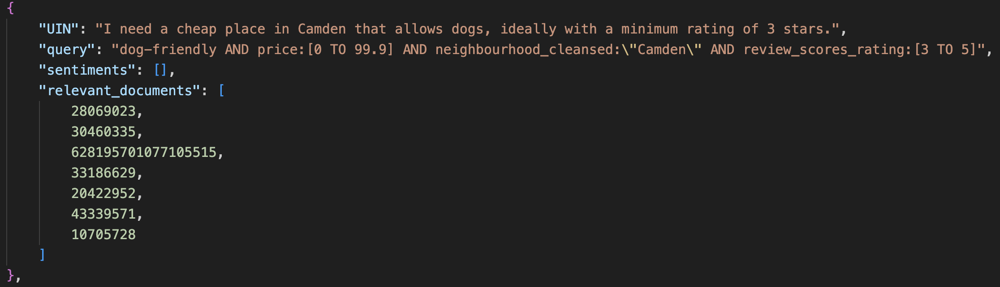 {
    "UIN": "I need a cheap place in Camden that allows dogs, ideally with a minimum rating of 3 stars.",
    "query": "dog-friendly AND price:[0 TO 99.9] AND neighbourhood_cleansed:\"Camden\" AND review_scores_rating:[3 TO 5]",
    "sentiments": [],
    "relevant_documents": [
        28069023,
        30460335,
        628195701077105515,
        33186629,
        20422952,
        43339571,
        10705728
    ]
},